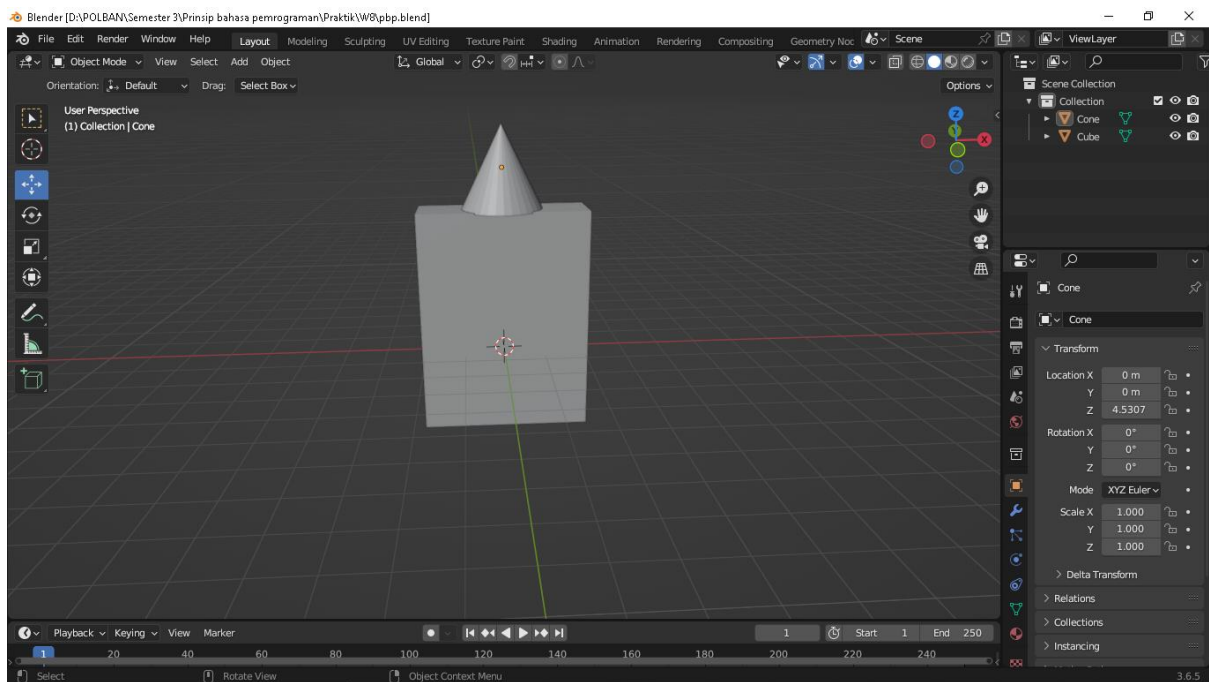 Blender [D:\POLBAN\Semester 3\Prinsip bahasa pemrograman\Praktik\W8\pbp.blend]
File Edit Render Window Help Layout Modeling Sculpting UV Editing Texture Paint Shading Animation Rendering Compositing Geometry Noc Scene ViewLayer
Object Mode View Select Add Object Global
Orientation: Default Drag: Select Box Options
User Perspective
(1) Collection | Cone
Z
Y
X
Scene Collection
Collection
Cone
Cube
Cone
Cone
Transform
Location X 0 m
Y 0 m
Z 4.5307
Rotation X 0°
Y 0°
Z 0°
Mode XYZ Euler
Scale X 1.000
Y 1.000
Z 1.000
Delta Transform
Relations
Collections
Instancing
Playback Keying View Marker 1 Start 1 End 250
1 20 40 60 80 100 120 140 160 180 200 220 240
Select Rotate View Object Context Menu 3.6.5